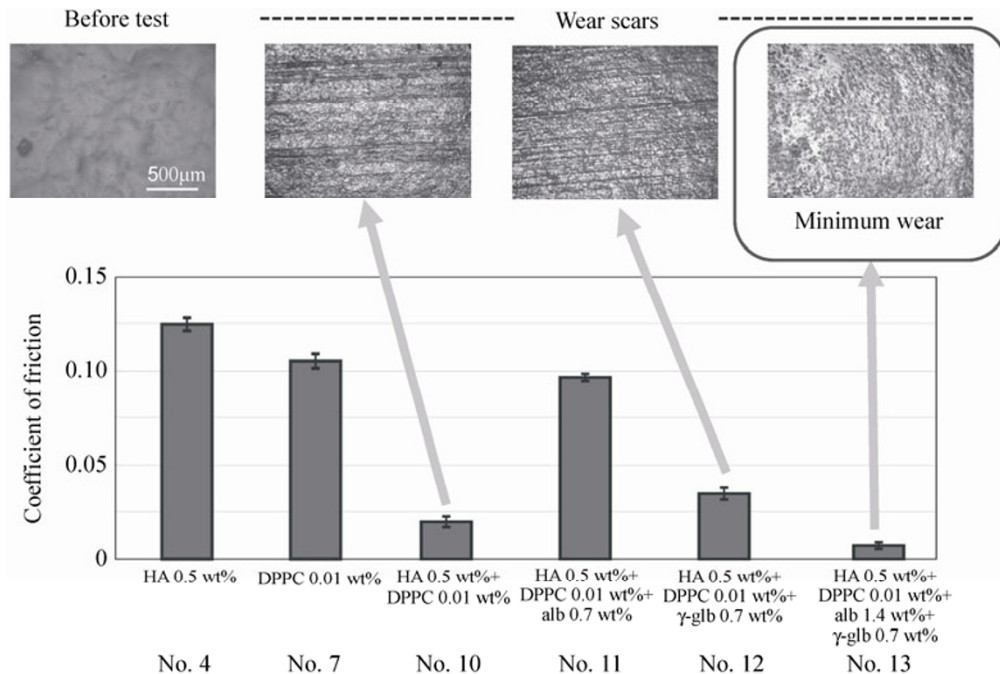 Before test
Wear scars
500μm
Minimum wear
Coefficient of friction
0.15
0.10
0.05
0
HA 0.5 wt%
DPPC 0.01 wt%
HA 0.5 wt%+
DPPC 0.01 wt%
HA 0.5 wt%+
DPPC 0.01 wt%+
alb 0.7 wt%
HA 0.5 wt%+
DPPC 0.01 wt%+
γ-glb 0.7 wt%
HA 0.5 wt%+
DPPC 0.01 wt%+
alb 1.4 wt%+
γ-glb 0.7 wt%
No. 4
No. 7
No. 10
No. 11
No. 12
No. 13